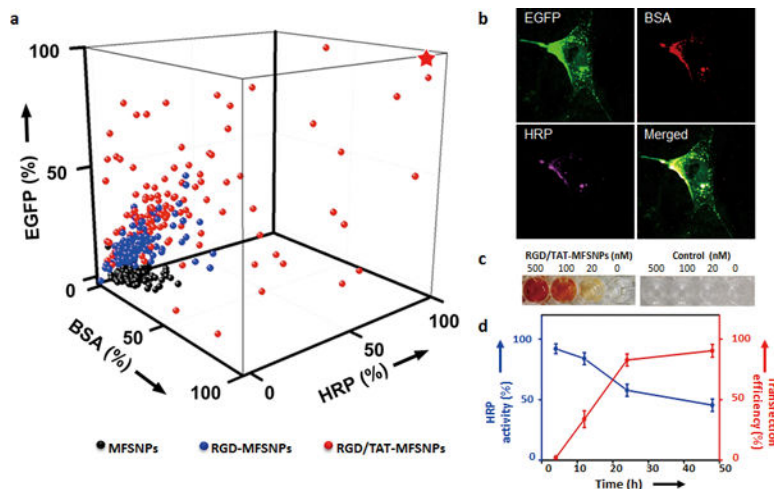 a
100
50
0
EGFP (%)
0
50
100
BSA (%)
0
50
100
HRP (%)
MFSNPs
RGD-MFSNPs
RGD/TAT-MFSNPs
b
EGFP
BSA
HRP
Merged
c
RGD/TAT-MFSNPs (nM)
500 100 20 0
Control (nM)
500 100 20 0
d
100
50
0
HRP
activity (%)
100
50
0
Transfection
efficiency(%)
0 10 20 30 40 50
Time (h)